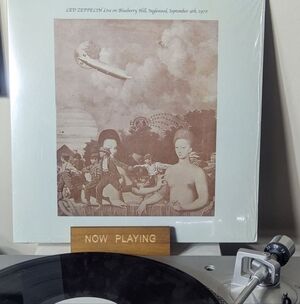 LED ZEPPELIN Live on Blueberry Hill, Inglewood, September 4th, 1970
NOW PLAYING